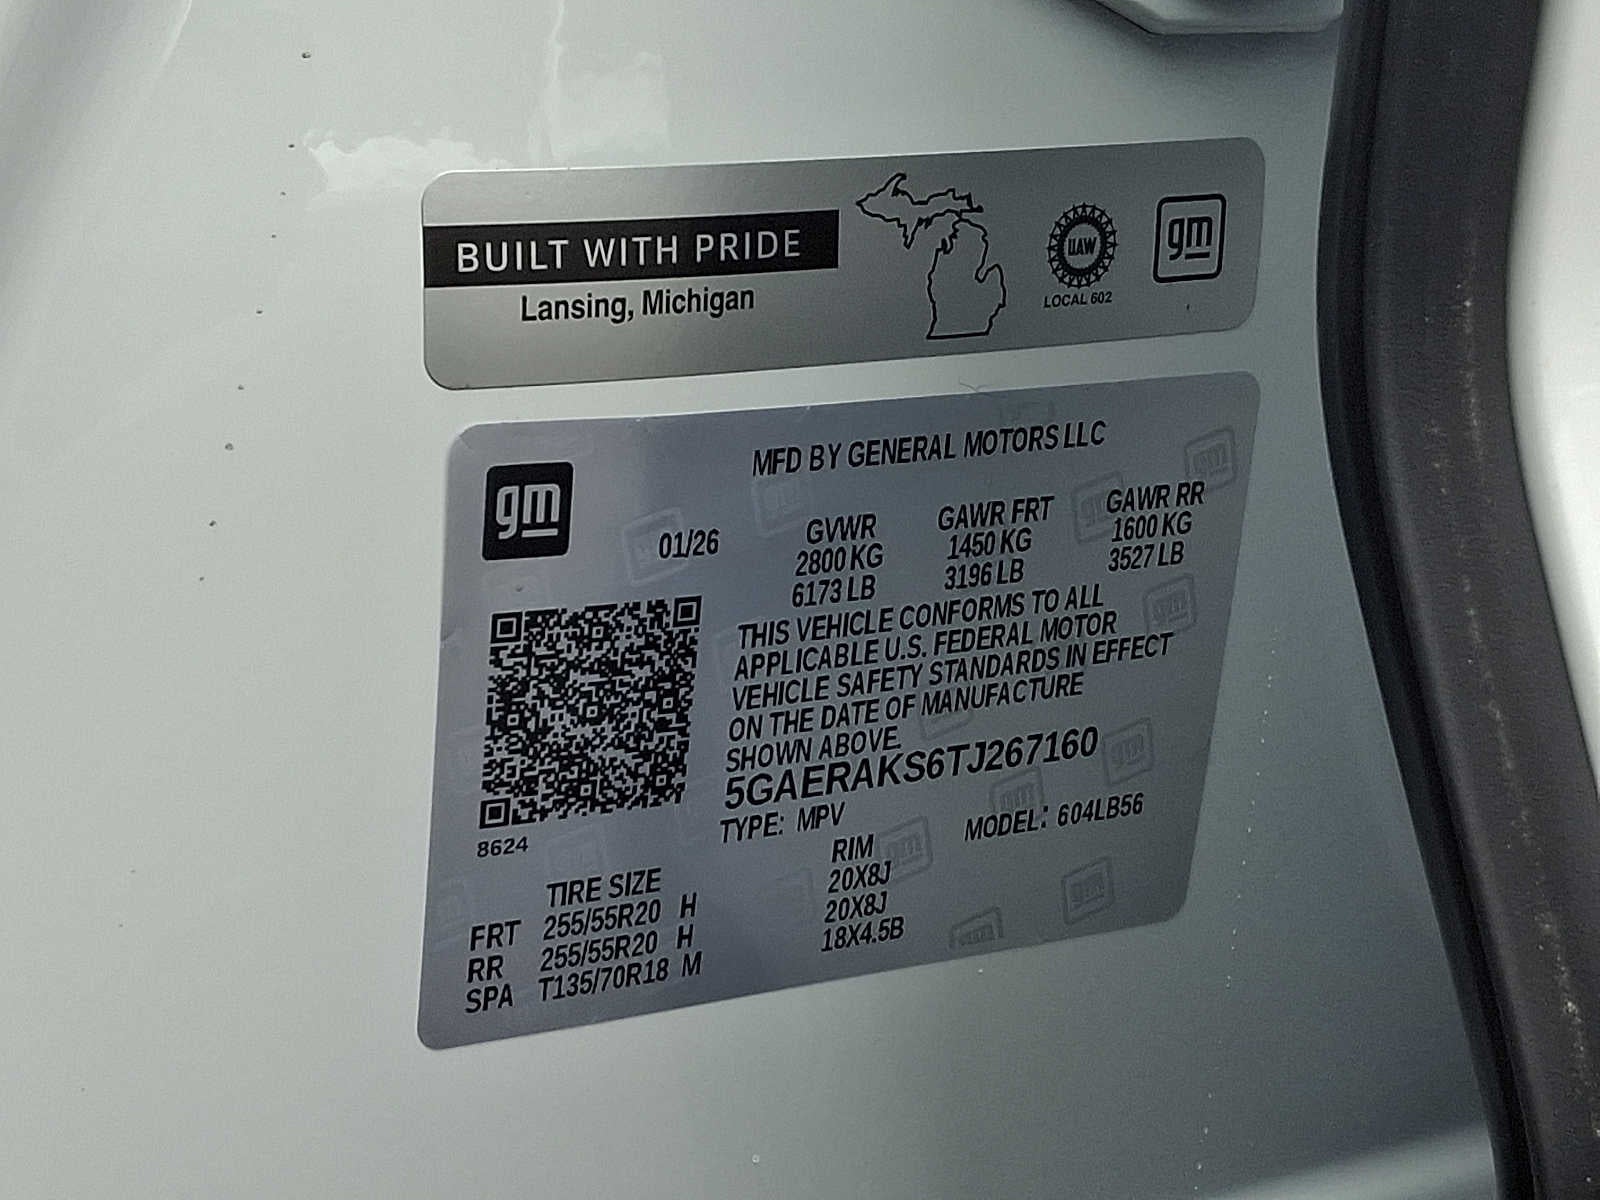 BUILT WITH PRIDE
Lansing, Michigan
UAW
LOCAL 602
gm
gm
MFD BY GENERAL MOTORS LLC
01/26
GVWR GAWR FRT GAWR RR
2800 KG 1450 KG 1600 KG
6173 LB 3196 LB 3527 LB
THIS VEHICLE CONFORMS TO ALL
APPLICABLE U.S. FEDERAL MOTOR
VEHICLE SAFETY STANDARDS IN EFFECT
ON THE DATE OF MANUFACTURE
SHOWN ABOVE.
5GAERAKS6TJ267160
TYPE: MPV MODEL: 604LB56
8624
TIRE SIZE RIM
FRT 255/55R20 H 20X8J
RR 255/55R20 H 20X8J
SPA T135/70R18 M 18X4.5B